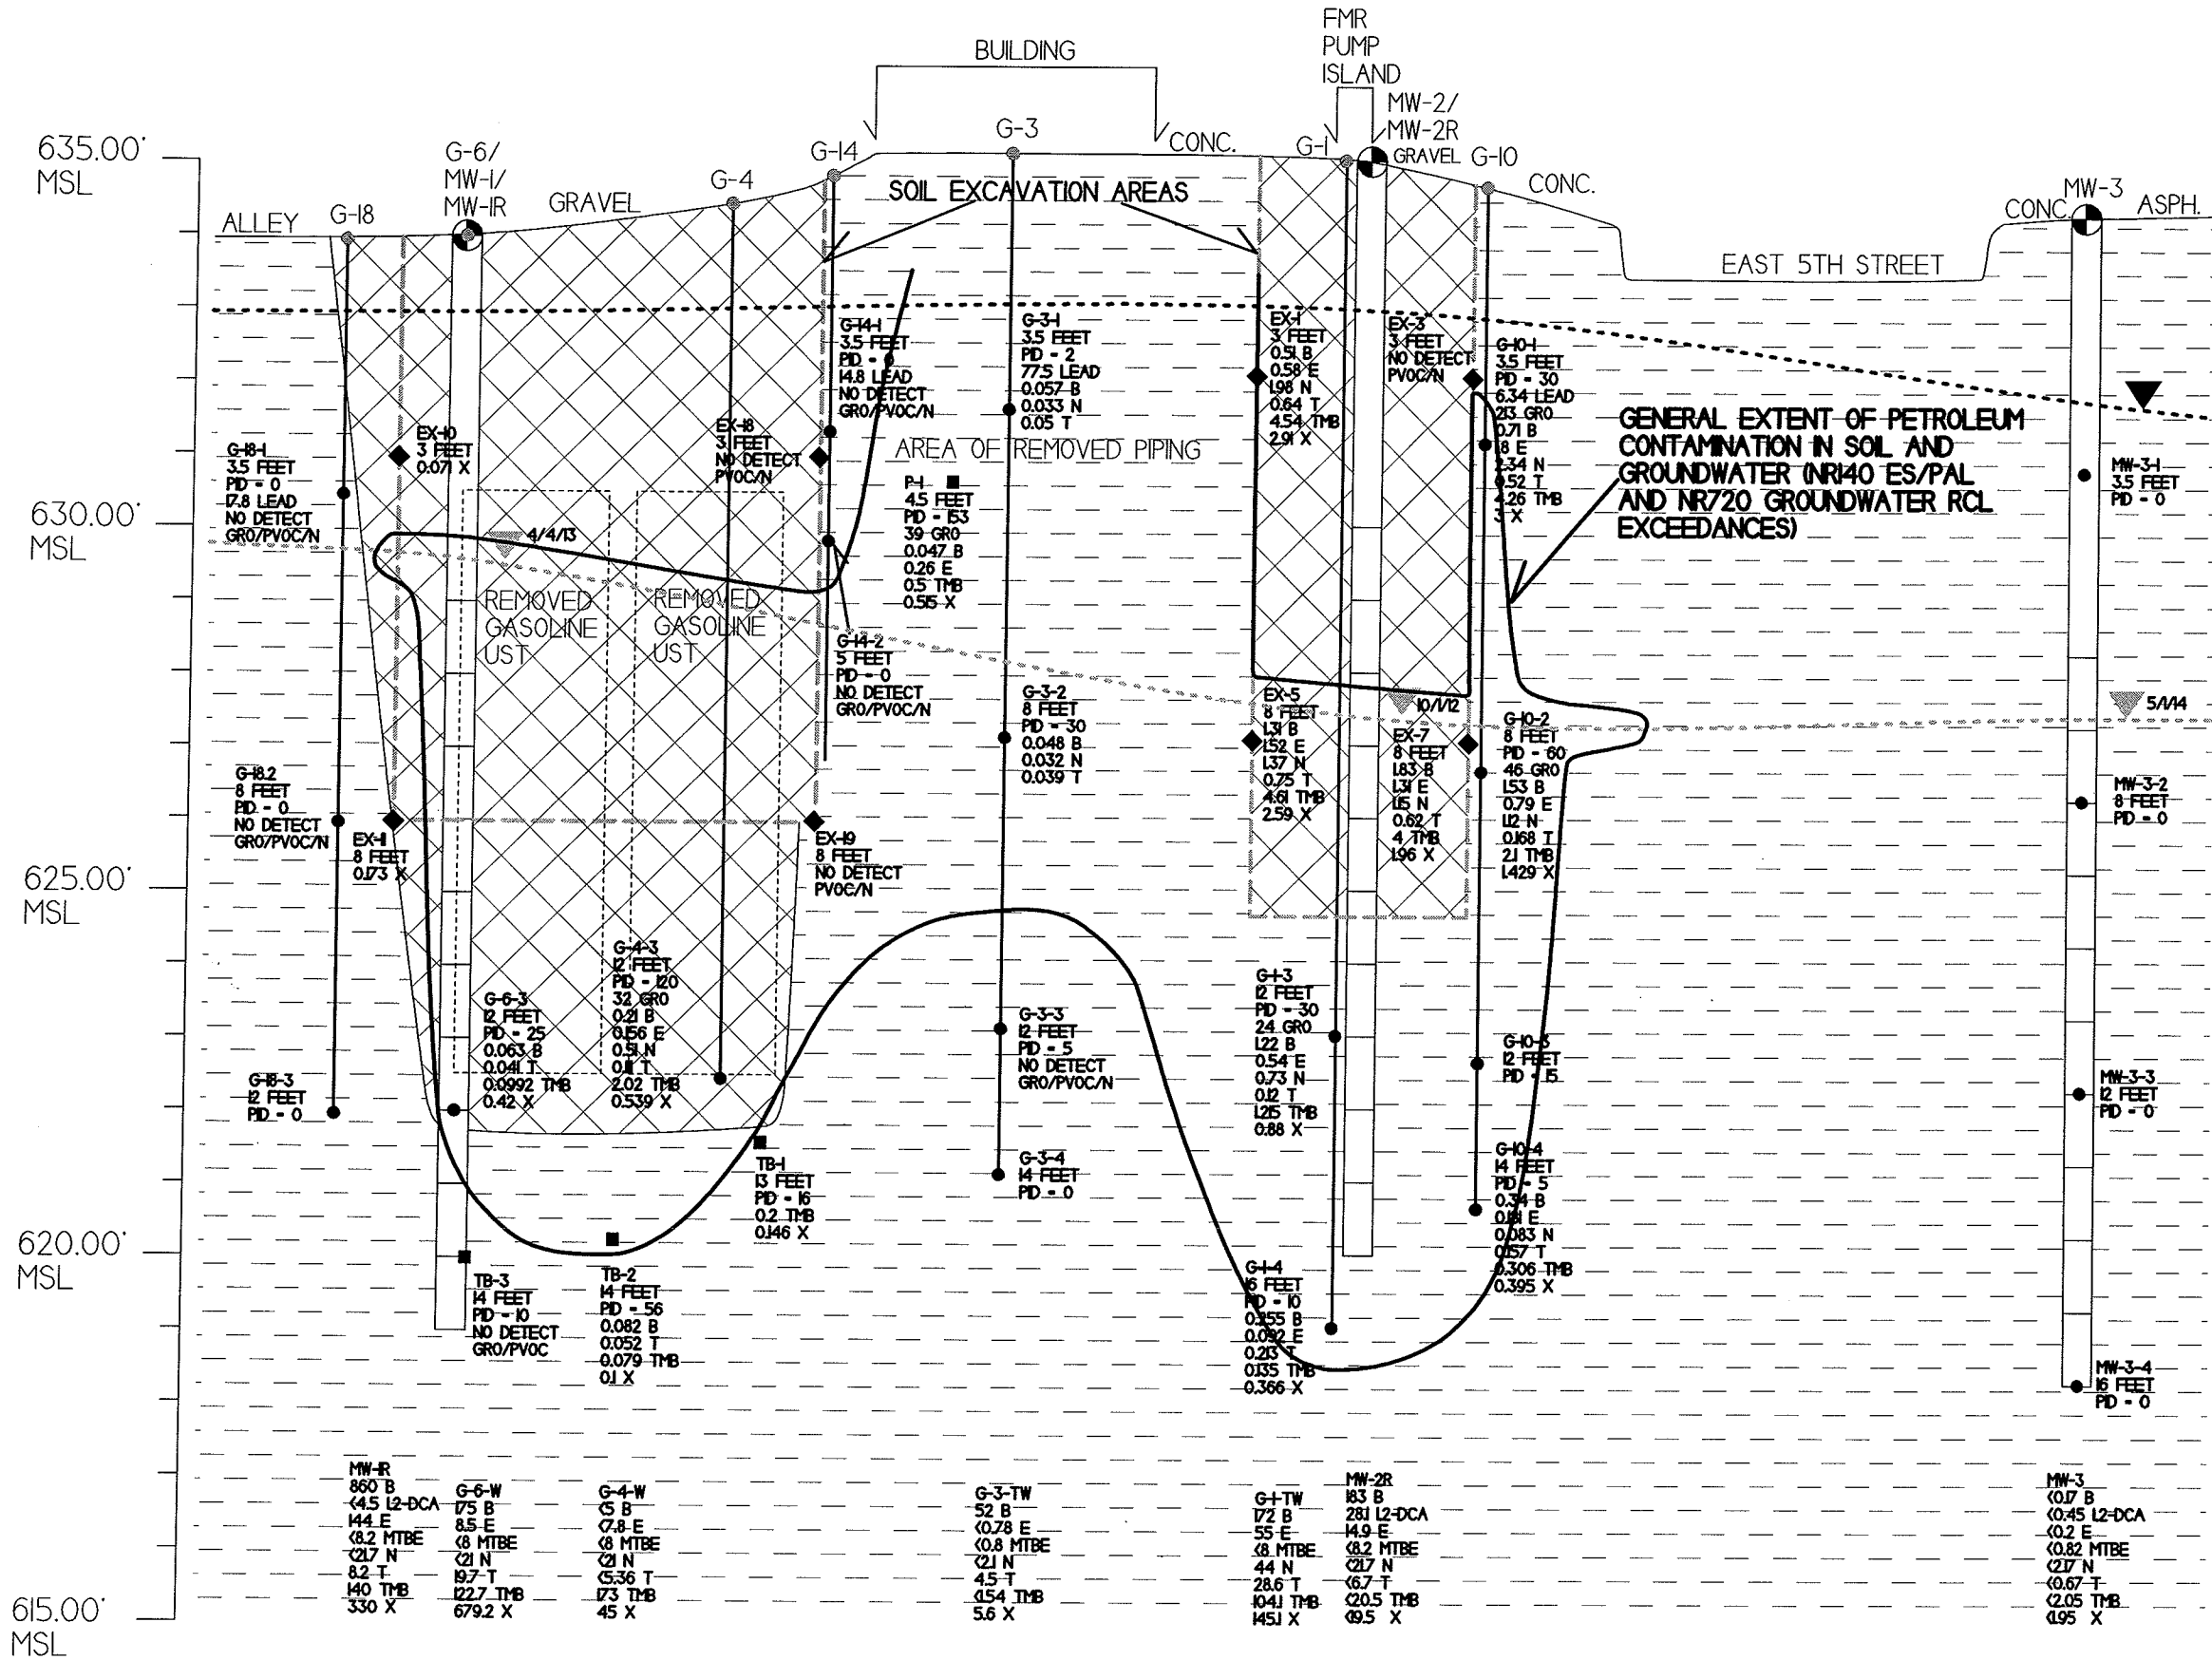 FMR
PUMP
ISLAND
BUILDING
MW-2/
MW-2R
GRAVEL
G-10
G-3
CONC.
G-1
635.00'
MSL
G-6/
MW-1/
MW-1R
G-14
GRAVEL
G-4
SOIL EXCAVATION AREAS
CONC.
MW-3
CONC.
ASPH.
ALLEY
G-18
EAST 5TH STREET
G-14-1
3.5 FEET
PID = 0
14.8 LEAD
NO DETECT
GRO/PVOC/N
G-3-1
3.5 FEET
PID = 2
77.5 LEAD
0.057 B
0.033 N
0.05 T
EX-1
3 FEET
0.51 B
0.58 E
1.98 N
0.64 T
4.54 TMB
2.91 X
EX-3
3 FEET
NO DETECT
PVOC/N
G-10-1
3.5 FEET
PID = 30
6.34 LEAD
213 GRO
0.71 B
2.34 N
4.26 TMB
3 X
GENERAL EXTENT OF PETROLEUM
CONTAMINATION IN SOIL AND
GROUNDWATER (NR140 ES/PAL
AND NR720 GROUNDWATER RCL
EXCEEDANCES)
EX-10
3 FEET
0.071 X
EX-18
3 FEET
NO DETECT
PVOC/N
AREA OF REMOVED PIPING
G-18-1
3.5 FEET
PID = 0
17.8 LEAD
NO DETECT
GRO/PVOC/N
P-1
4.5 FEET
PID = 153
39 GRO
0.047 B
0.26 E
0.5 TMB
0.515 X
MW-3-1
3.5 FEET
PID = 0
630.00'
MSL
4/4/13
REMOVED
GASOLINE
UST
REMOVED
GASOLINE
UST
G-14-2
5 FEET
PID = 0
NO DETECT
GRO/PVOC/N
G-3-2
8 FEET
PID = 30
0.048 B
0.032 N
0.039 T
EX-5
8 FEET
1.31 B
1.52 E
1.37 N
0.75 T
4.61 TMB
2.59 X
10/1/12
EX-7
8 FEET
1.83 B
1.31 E
1.15 N
0.62 T
4 TMB
1.96 X
G-10-2
8 FEET
PID = 60
46 GRO
1.53 B
0.79 E
1.12 N
0.168 T
2.1 TMB
1.429 X
5/1/14
G-18.2
8 FEET
PID = 0
NO DETECT
GRO/PVOC/N
EX-11
8 FEET
0.173 X
EX-19
8 FEET
NO DETECT
PVOC/N
MW-3-2
8 FEET
PID = 0
625.00'
MSL
G-4-3
12 FEET
PID = 120
32 GRO
0.21 B
0.156 E
0.51 N
0.11 T
2.02 TMB
0.539 X
G-6-3
12 FEET
PID = 25
0.063 B
0.041 T
0.0992 TMB
0.42 X
G-3-3
12 FEET
PID = 5
NO DETECT
GRO/PVOC/N
G-1-3
12 FEET
PID = 30
24 GRO
1.22 B
0.54 E
0.73 N
0.12 T
1.215 TMB
0.88 X
G-10-3
12 FEET
PID = 15
G-18-3
12 FEET
PID = 0
MW-3-3
12 FEET
PID = 0
TB-1
13 FEET
PID = 16
0.2 TMB
0.146 X
G-3-4
14 FEET
PID = 0
G-10-4
14 FEET
PID = 5
0.34 B
0.083 N
0.157 T
0.306 TMB
0.395 X
620.00'
MSL
TB-3
14 FEET
PID = 10
NO DETECT
GRO/PVOC
TB-2
14 FEET
PID = 56
0.082 B
0.052 T
0.079 TMB
0.1 X
G-1-4
16 FEET
PID = 10
0.255 B
0.092 E
0.213 T
0.135 TMB
0.366 X
MW-3-4
16 FEET
PID = 0
MW-1R
860 B
<4.5 1,2-DCA
144 E
<8.2 MTBE
<21.7 N
8.2 T
140 TMB
330 X
G-6-W
175 B
8.5 E
<8 MTBE
<21 N
19.7 T
122.7 TMB
679.2 X
G-4-W
<5 B
<7.8 E
<8 MTBE
<21 N
<5.36 T
173 TMB
45 X
G-3-TW
52 B
<0.78 E
<0.8 MTBE
<2.1 N
4.5 T
<1.54 TMB
5.6 X
G-1-TW
172 B
55 E
<8 MTBE
44 N
28.6 T
104.1 TMB
145.1 X
MW-2R
183 B
28.1 1,2-DCA
14.9 E
<8.2 MTBE
<21.7 N
<6.7 T
<20.5 TMB
<19.5 X
MW-3
<0.17 B
<0.45 1,2-DCA
<0.2 E
<0.82 MTBE
<2.17 N
<0.67 T
<2.05 TMB
<1.95 X
615.00'
MSL